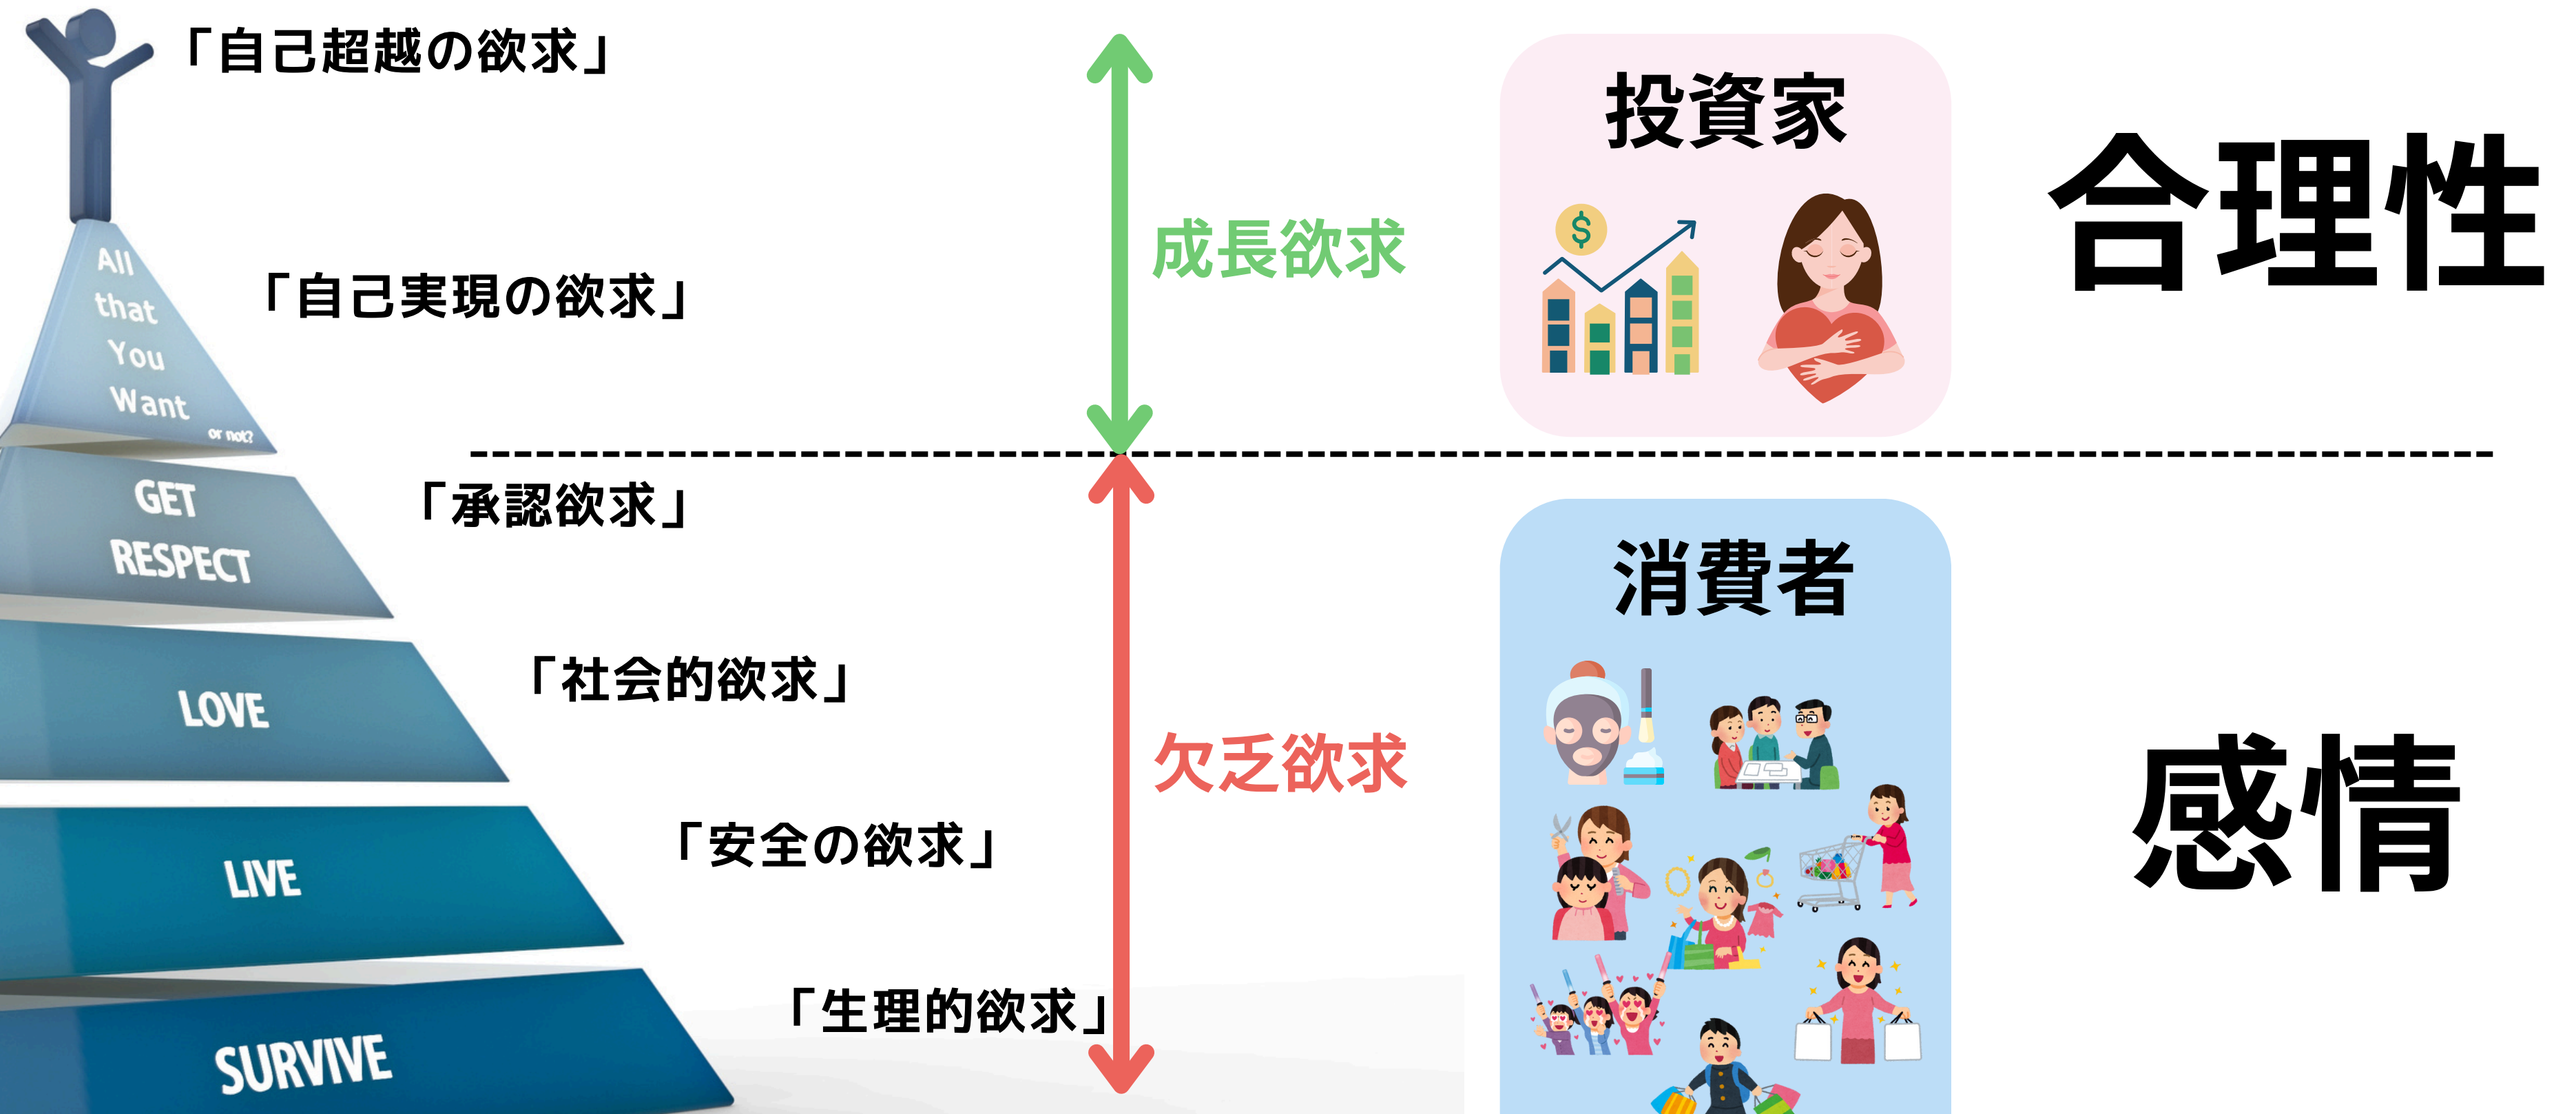 「自己超越の欲求」
All
that
You
Want
or not?
「自己実現の欲求」
GET
RESPECT
「承認欲求」
LOVE
「社会的欲求」
LIVE
「安全の欲求」
SURVIVE
「生理的欲求」
成長欲求
欠乏欲求
投資家
$
消費者
合理性
感情